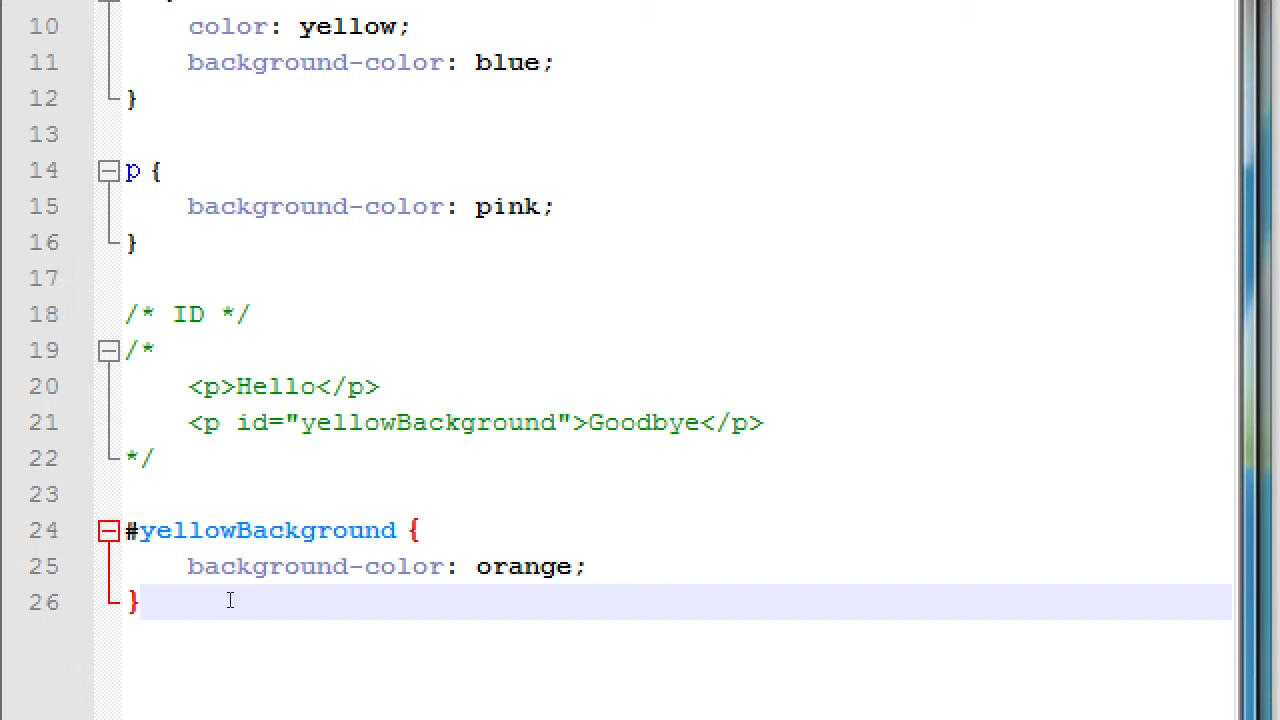 10 color: yellow;
11 background-color: blue;
12 }
13
14 p {
15 background-color: pink;
16 }
17
18 /* ID */
19 /*
20 <p>Hello</p>
21 <p id="yellowBackground">Goodbye</p>
22 */
23
24 #yellowBackground {
25 background-color: orange;
26 }